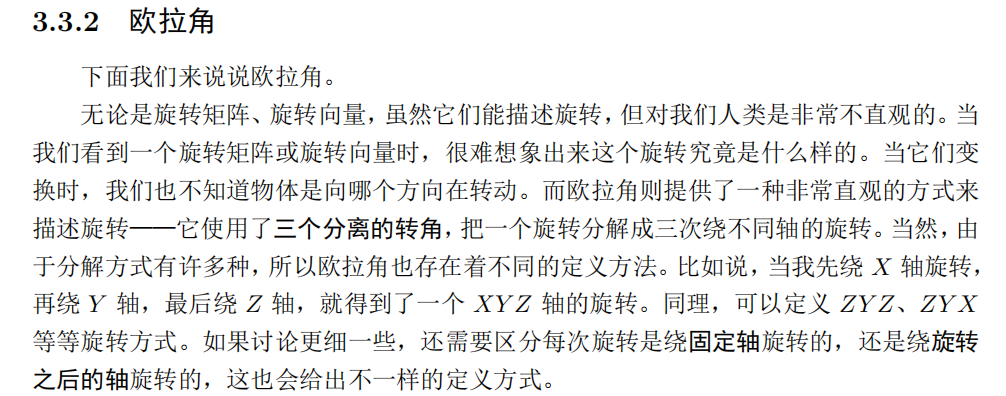 3.3.2 欧拉角
下面我们来说说欧拉角。
无论是旋转矩阵、旋转向量，虽然它们能描述旋转，但对我们人类是非常不直观的。当
我们看到一个旋转矩阵或旋转向量时，很难想象出来这个旋转究竟是什么样的。当它们变
换时，我们也不知道物体是向哪个方向在转动。而欧拉角则提供了一种非常直观的方式来
描述旋转——它使用了三个分离的转角，把一个旋转分解成三次绕不同轴的旋转。当然，由
于分解方式有许多种，所以欧拉角也存在着不同的定义方法。比如说，当我先绕 X 轴旋转，
再绕 Y 轴，最后绕 Z 轴，就得到了一个 XYZ 轴的旋转。同理，可以定义 ZYZ、ZYX
等等旋转方式。如果讨论更细一些，还需要区分每次旋转是绕固定轴旋转的，还是绕旋转
之后的轴旋转的，这也会给出不一样的定义方式。